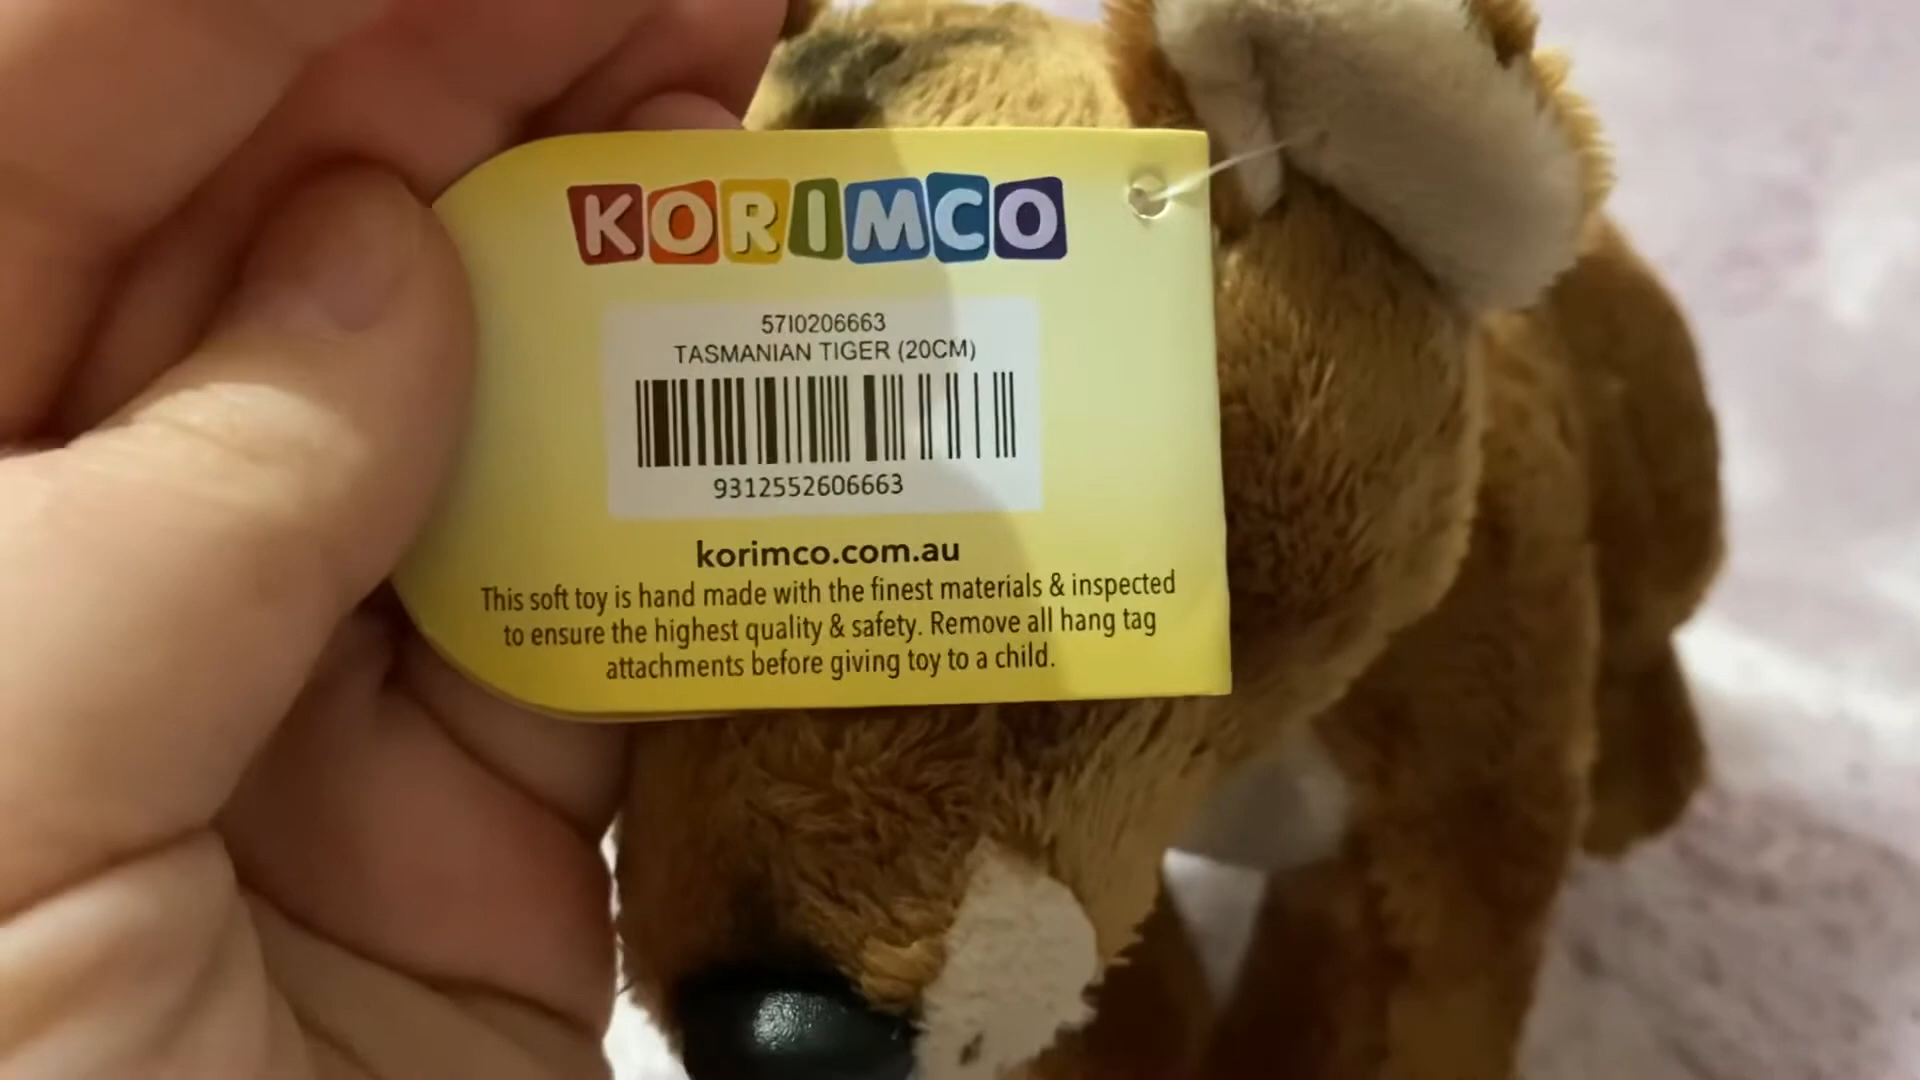 KORIMCO
57I0206663
TASMANIAN TIGER (20CM)
9312552606663
korimco.com.au
This soft toy is hand made with the finest materials & inspected
to ensure the highest quality & safety. Remove all hang tag
attachments before giving toy to a child.